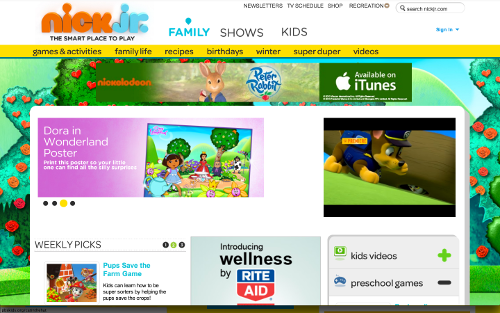 NEWSLETTERS TV SCHEDULE SHOP RECREATION
search nickjr.com
nick jr.
THE SMART PLACE TO PLAY
FAMILY SHOWS KIDS
Sign in
games & activities family life recipes birthdays winter super duper videos
nickelodeon
Peter Rabbit
Available on
iTunes
Dora in
Wonderland
Poster
Print this poster so your little
one can find all the silly surprises
WEEKLY PICKS
1 2 3
Pups Save the
Farm Game
Kids can learn how to be
super sorters by helping the
pups save the crops!
Introducing
wellness
by
RITE
AID
kids videos
preschool games